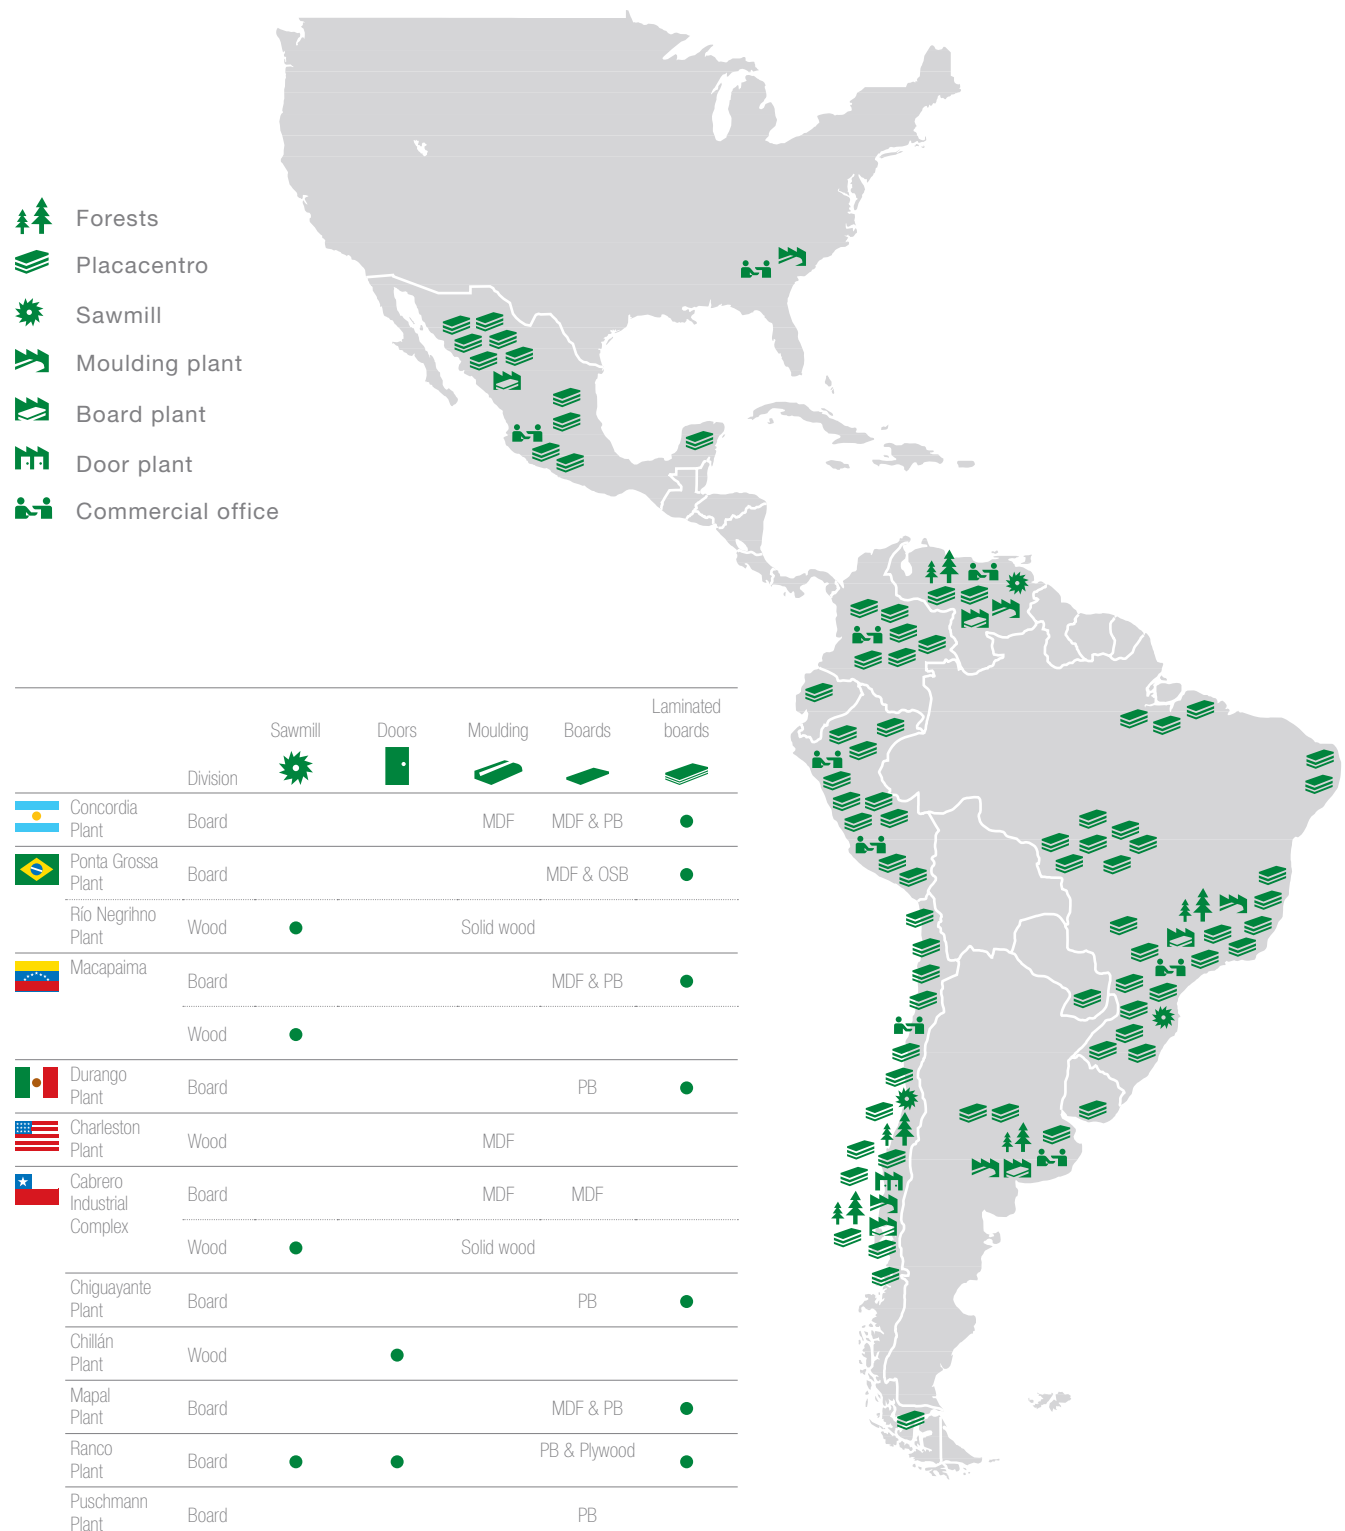 Forests
Placacentro
Sawmill
Moulding plant
Board plant
Door plant
Commercial office
Laminated
Sawmill Doors Moulding Boards boards
Division
Concordia
Plant
Board MDF MDF & PB
Ponta Grossa
Plant
Board MDF & OSB
Río Negrihno
Plant
Wood Solid wood
Macapaima
Board MDF & PB
Wood
Durango
Plant
Board PB
Charleston
Plant
Wood MDF
Cabrero
Industrial
Complex
Board MDF MDF
Wood Solid wood
Chiguayante
Plant
Board PB
Chillán
Plant
Wood
Mapal
Plant
Board MDF & PB
Ranco
Plant
Board PB & Plywood
Puschmann
Plant
Board PB